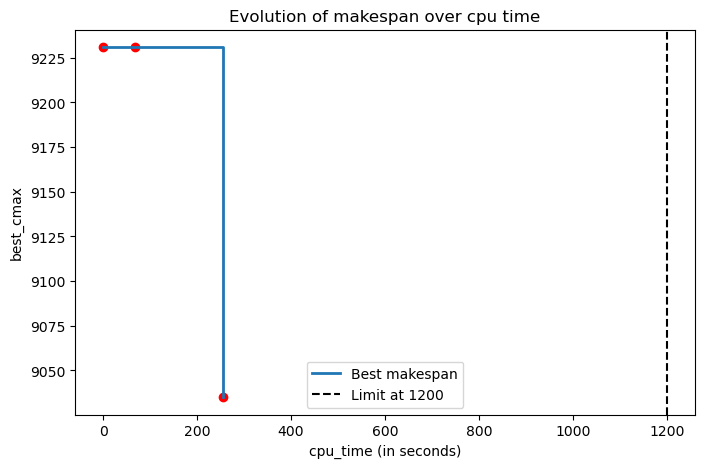 Evolution of makespan over cpu time
best_cmax
9225
9200
9175
9150
9125
9100
9075
9050
Best makespan
Limit at 1200
0 200 400 600 800 1000 1200
cpu_time (in seconds)